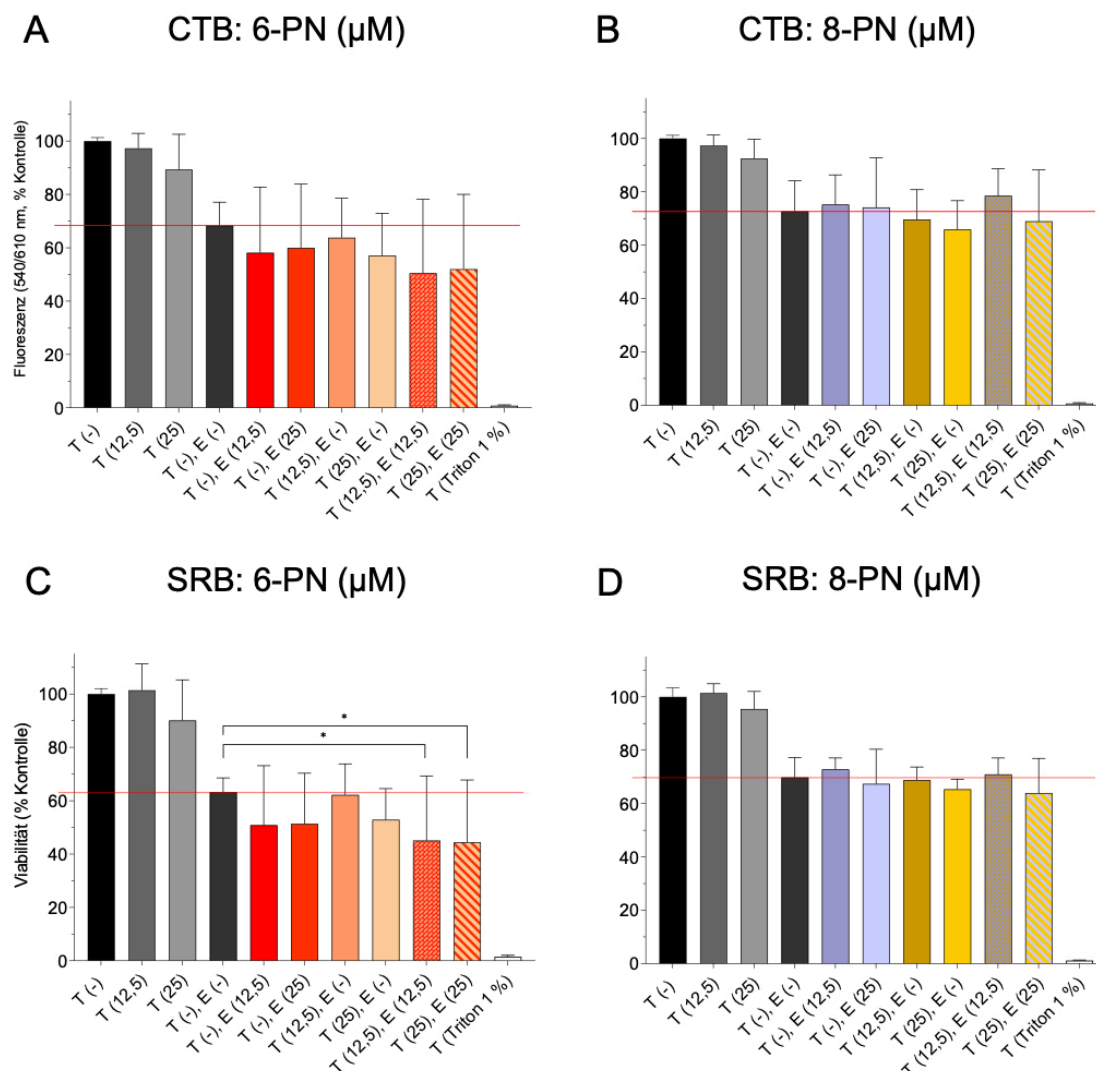 A
CTB: 6-PN (µM)
Fluoreszenz (540/610 nm, % Kontrolle)
100
80
60
40
20
0
T (-)
T (12,5)
T (25)
T (-), E (-)
T (-), E (12,5)
T (-), E (25)
T (12,5), E (-)
T (25), E (-)
T (12,5), E (12,5)
T (25), E (25)
T (Triton 1 %)
B
CTB: 8-PN (µM)
100
80
60
40
20
0
T (-)
T (12,5)
T (25)
T (-), E (-)
T (-), E (12,5)
T (-), E (25)
T (12,5), E (-)
T (25), E (-)
T (12,5), E (12,5)
T (25), E (25)
T (Triton 1 %)
C
SRB: 6-PN (µM)
Viabilität (% Kontrolle)
100
80
60
40
20
0
*
*
T (-)
T (12,5)
T (25)
T (-), E (-)
T (-), E (12,5)
T (-), E (25)
T (12,5), E (-)
T (25), E (-)
T (12,5), E (12,5)
T (25), E (25)
T (Triton 1 %)
D
SRB: 8-PN (µM)
100
80
60
40
20
0
T (-)
T (12,5)
T (25)
T (-), E (-)
T (-), E (12,5)
T (-), E (25)
T (12,5), E (-)
T (25), E (-)
T (12,5), E (12,5)
T (25), E (25)
T (Triton 1 %)